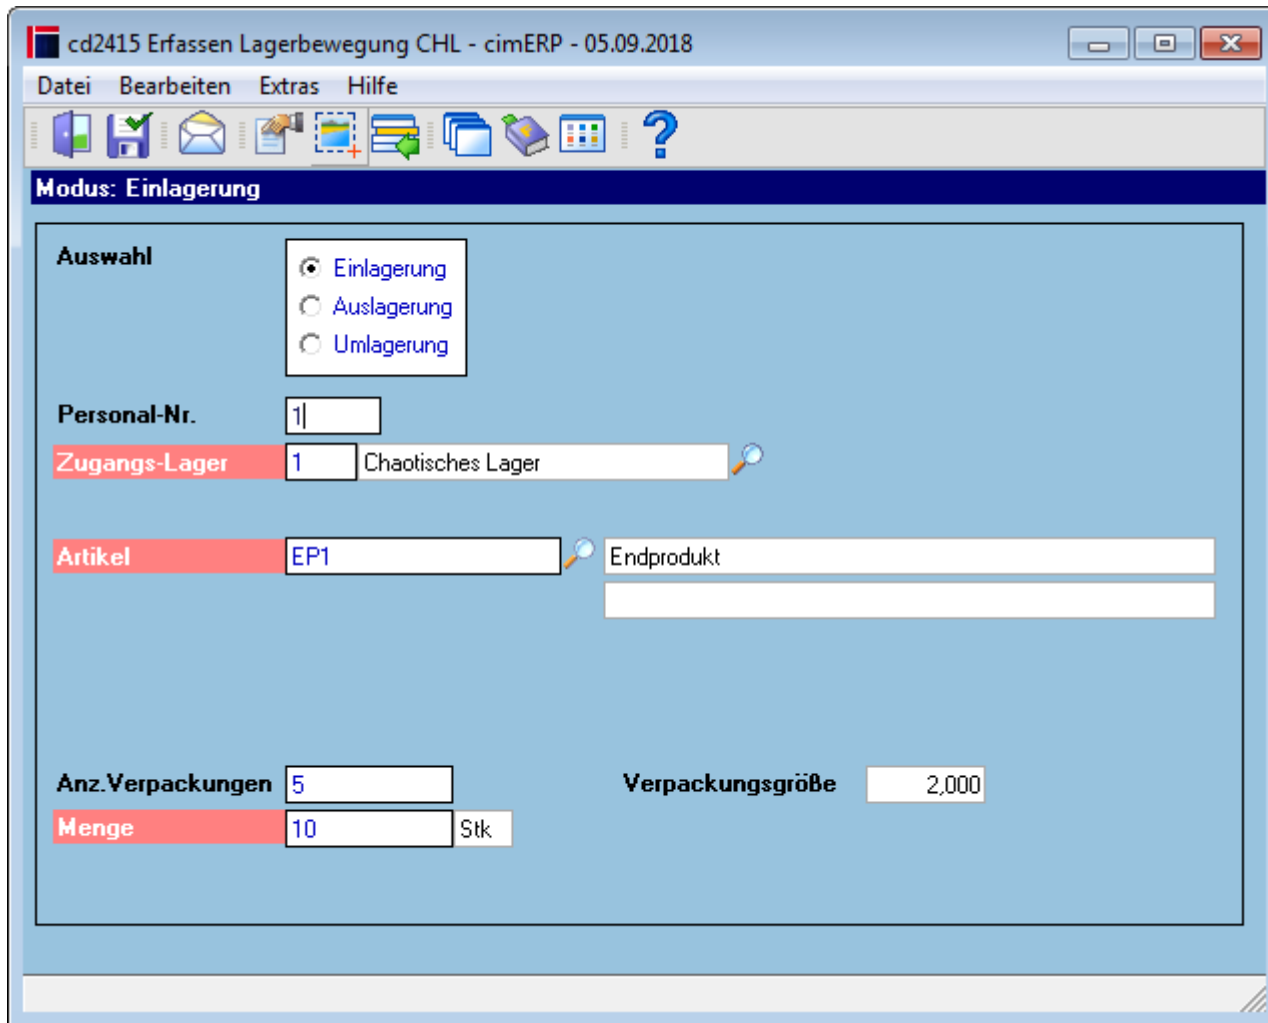 cd2415 Erfassen Lagerbewegung CHL - cimERP - 05.09.2018
Datei Bearbeiten Extras Hilfe
Modus: Einlagerung
Auswahl
Einlagerung
Auslagerung
Umlagerung
Personal-Nr. 1
Zugangs-Lager 1 Chaotisches Lager
Artikel EP1 Endprodukt
Anz.Verpackungen 5 Verpackungsgröße 2,000
Menge 10 Stk